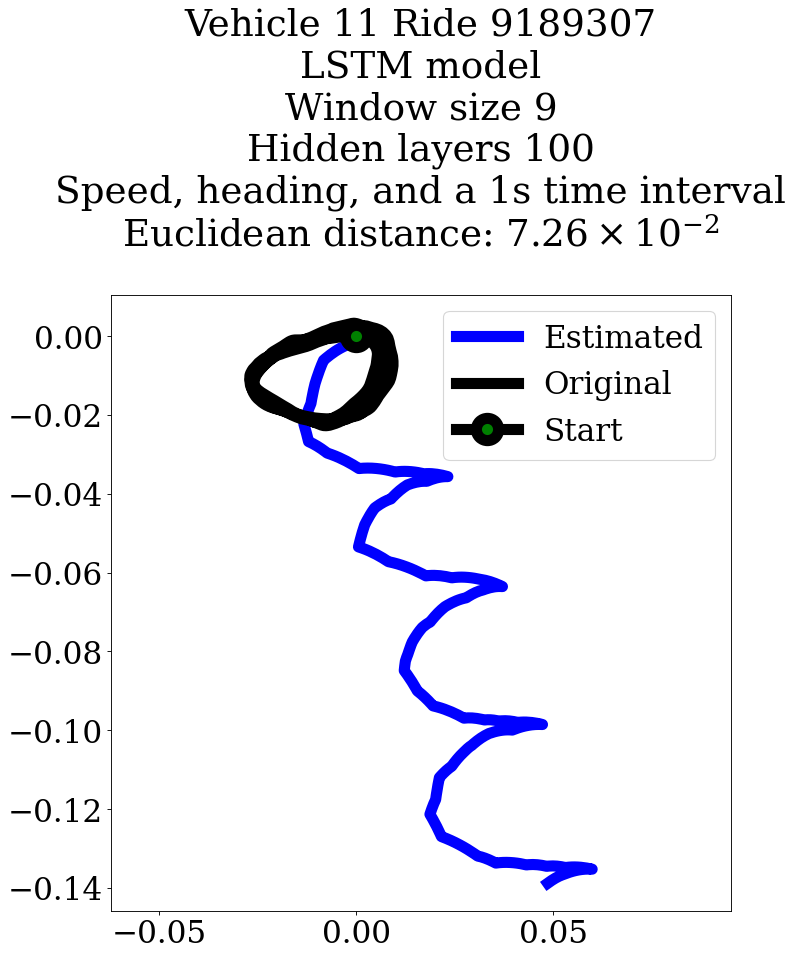 Vehicle 11 Ride 9189307
LSTM model
Window size 9
Hidden layers 100
Speed, heading, and a 1s time interval
Euclidean distance: 7.26 × 10⁻²
Estimated
Original
Start
0.00
−0.02
−0.04
−0.06
−0.08
−0.10
−0.12
−0.14
−0.05 0.00 0.05